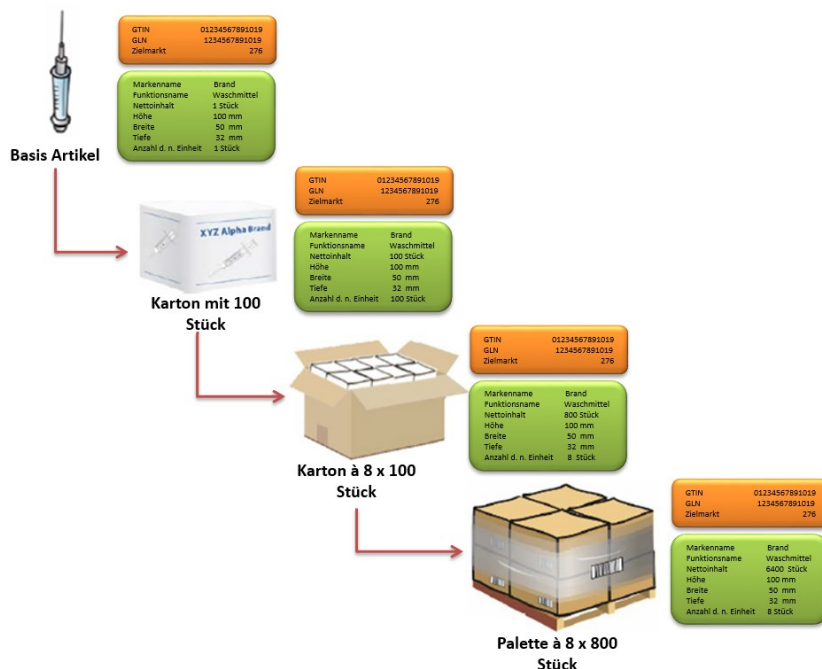 GTIN 01234567891019
GLN 1234567891019
Zielmarkt 276
Markenname Brand
Funktionsname Waschmittel
Nettoinhalt 1 Stück
Höhe 100 mm
Breite 50 mm
Tiefe 32 mm
Anzahl d. n. Einheit 1 Stück
Basis Artikel
GTIN 01234567891019
GLN 1234567891019
Zielmarkt 276
XYZ Alpha Brand
Markenname Brand
Funktionsname Waschmittel
Nettoinhalt 100 Stück
Höhe 100 mm
Breite 50 mm
Tiefe 32 mm
Anzahl d. n. Einheit 100 Stück
Karton mit 100
Stück
GTIN 01234567891019
GLN 1234567891019
Zielmarkt 276
Markenname Brand
Funktionsname Waschmittel
Nettoinhalt 800 Stück
Höhe 100 mm
Breite 50 mm
Tiefe 32 mm
Anzahl d. n. Einheit 8 Stück
Karton à 8 x 100
Stück
GTIN 01234567891019
GLN 1234567891019
Zielmarkt 276
Markenname Brand
Funktionsname Waschmittel
Nettoinhalt 6400 Stück
Höhe 100 mm
Breite 50 mm
Tiefe 32 mm
Anzahl d. n. Einheit 8 Stück
Palette à 8 x 800
Stück